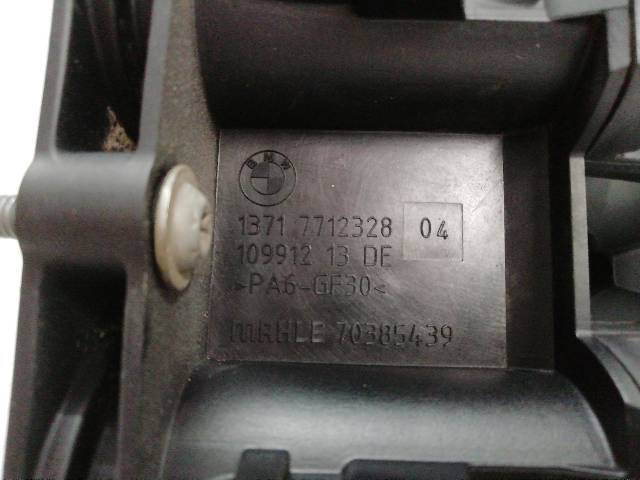 BMW
1371 7712328 04
109912 13 DE
>PA6-GF30<
MAHLE 70385439